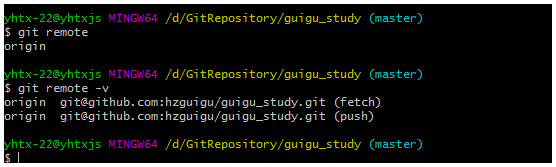 yhtx-22@yhtxjs MINGW64 /d/GitRepository/guigu_study (master)
$ git remote
origin
yhtx-22@yhtxjs MINGW64 /d/GitRepository/guigu_study (master)
$ git remote -v
origin  git@github.com:hzguigu/guigu_study.git (fetch)
origin  git@github.com:hzguigu/guigu_study.git (push)
yhtx-22@yhtxjs MINGW64 /d/GitRepository/guigu_study (master)
$